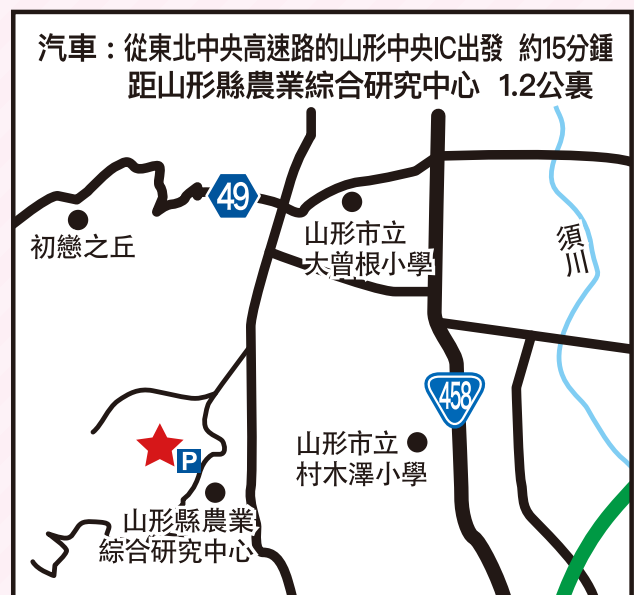 汽車：從東北中央高速路的山形中央IC出發 約15分鍾
距山形縣農業綜合研究中心 1.2公裏
49
初戀之丘
山形市立
大曾根小學
須川
458
山形市立
村木澤小學
P
山形縣農業
綜合研究中心